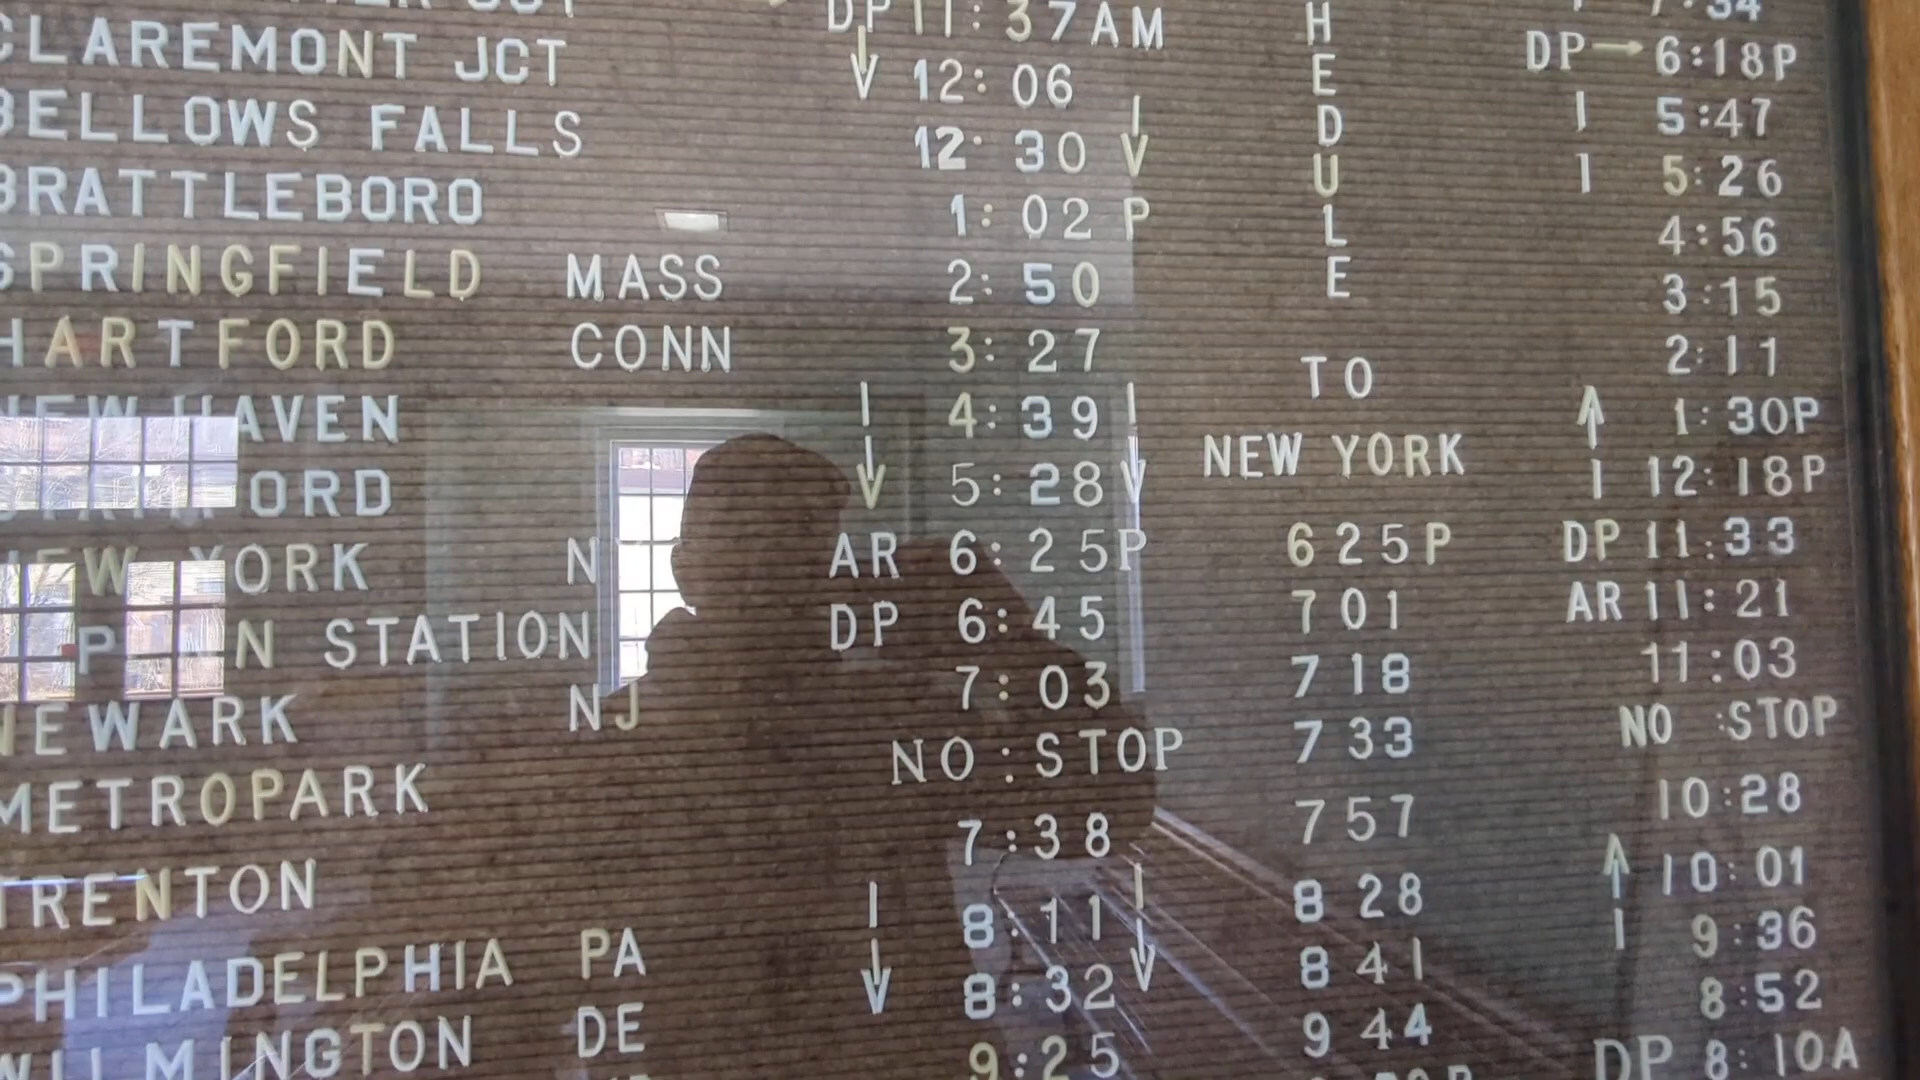 JCT DP 11:37AM DP→6:18P
CLAREMONT JCT 12:06 5:47
BELLOWS FALLS 12:30 5:26
BRATTLEBORO 1:02 P 4:56
SPRINGFIELD MASS 2:50 3:15
HARTFORD CONN 3:27 TO 2:11
NEW HAVEN 4:39 NEW YORK 1:30P
5:28 12:18P
NEW YORK AR 6:25P 625P DP 11:33
STATION DP 6:45 701 AR 11:21
NEWARK NJ 7:03 718 11:03
METROPARK NO:STOP 733 NO:STOP
TRENTON 7:38 757 10:28
PHILADELPHIA PA 8:11 828 10:01
WILMINGTON DE 8:32 841 9:36
9:25 944 8:52
DP 8:10A